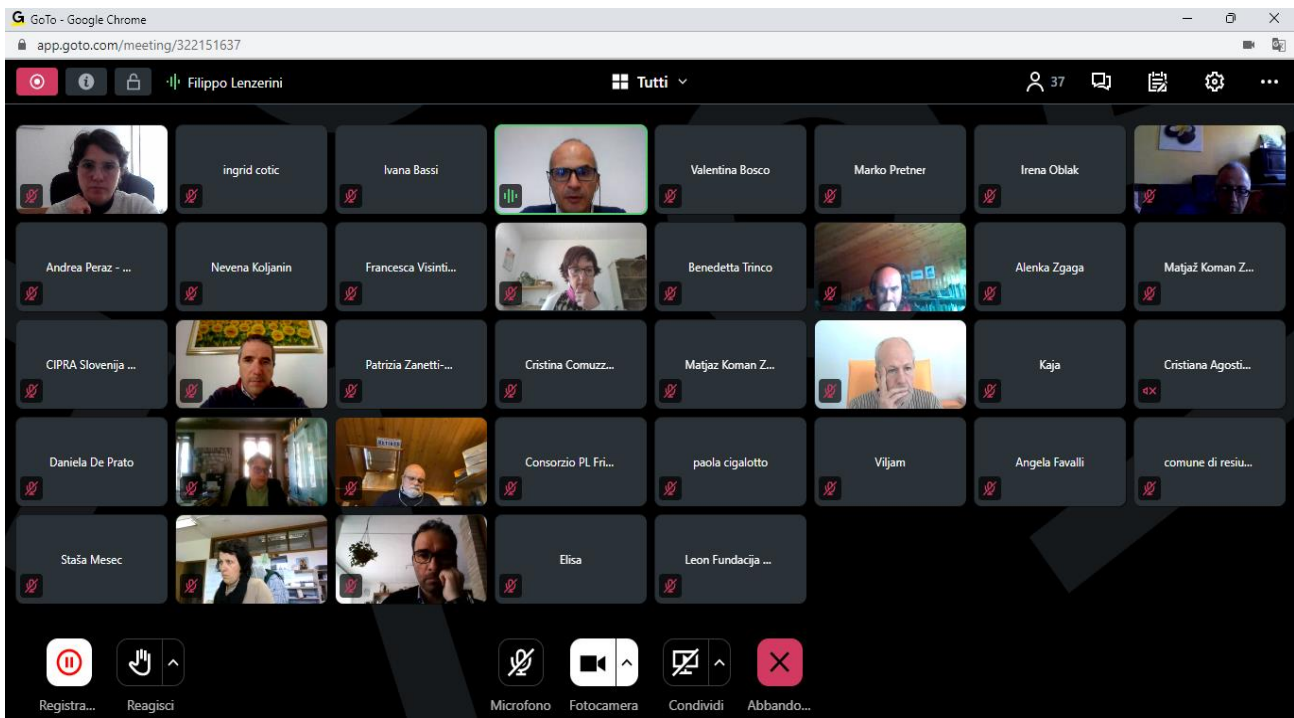 GoTo - Google Chrome
app.goto.com/meeting/322151637
Filippo Lenzerini
Tutti
37
ingrid cotic
Ivana Bassi
Valentina Bosco
Marko Pretner
Irena Oblak
Andrea Peraz - ...
Nevena Koljanin
Francesca Visinti...
Benedetta Trinco
Alenka Zgaga
Matjaž Koman Z...
CIPRA Slovenija ...
Patrizia Zanetti-...
Cristina Comuzz...
Matjaz Koman Z...
Kaja
Cristiana Agosti...
Daniela De Prato
Consorzio PL Fri...
paola cigalotto
Viljam
Angela Favalli
comune di resiu...
Staša Mesec
Elisa
Leon Fundacija ...
Registra...
Reagisci
Microfono
Fotocamera
Condividi
Abbando...